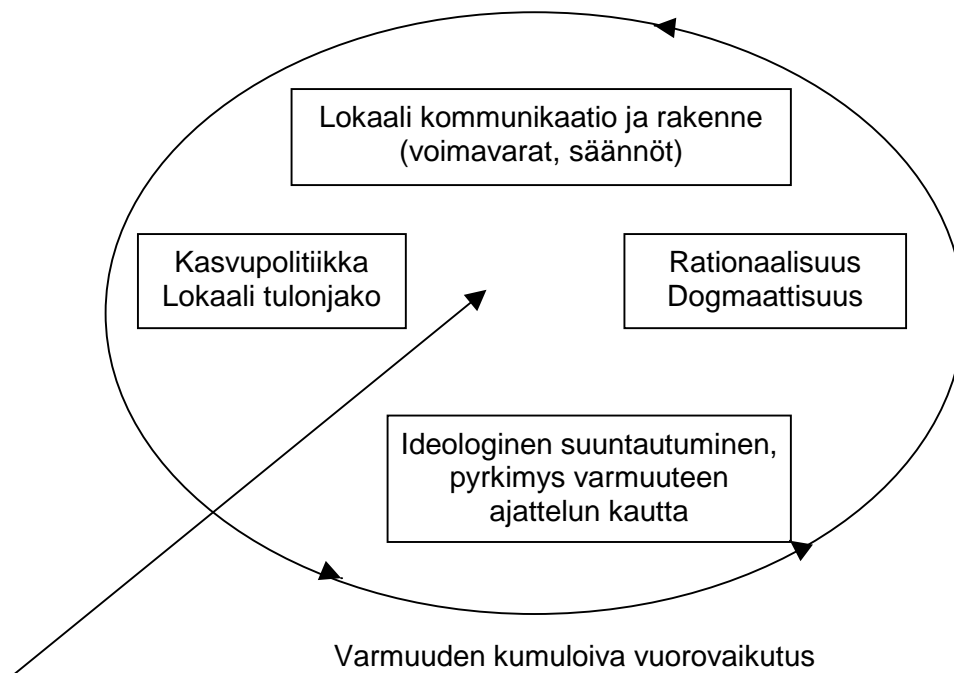 Lokaali kommunikaatio ja rakenne
(voimavarat, säännöt)
Kasvupolitiikka
Lokaali tulonjako
Rationaalisuus
Dogmaattisuus
Ideologinen suuntautuminen,
pyrkimys varmuuteen
ajattelun kautta
Varmuuden kumuloiva vuorovaikutus